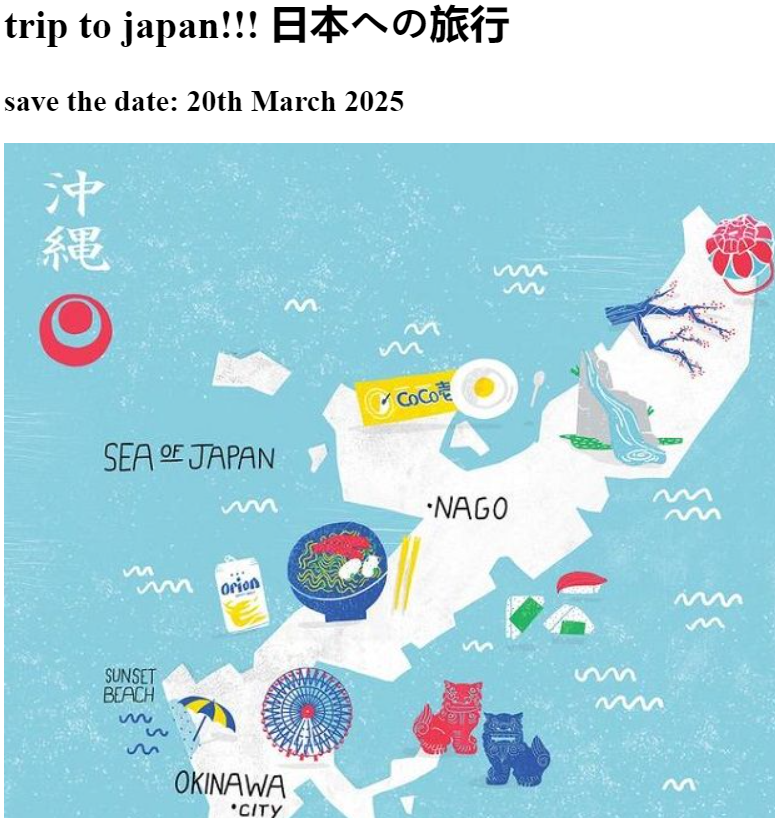 trip to japan!!! 日本への旅行
save the date: 20th March 2025
沖
縄
CoCo壱
SEA OF JAPAN
·NAGO
Orion
SUNSET
BEACH
OKINAWA
·CITY